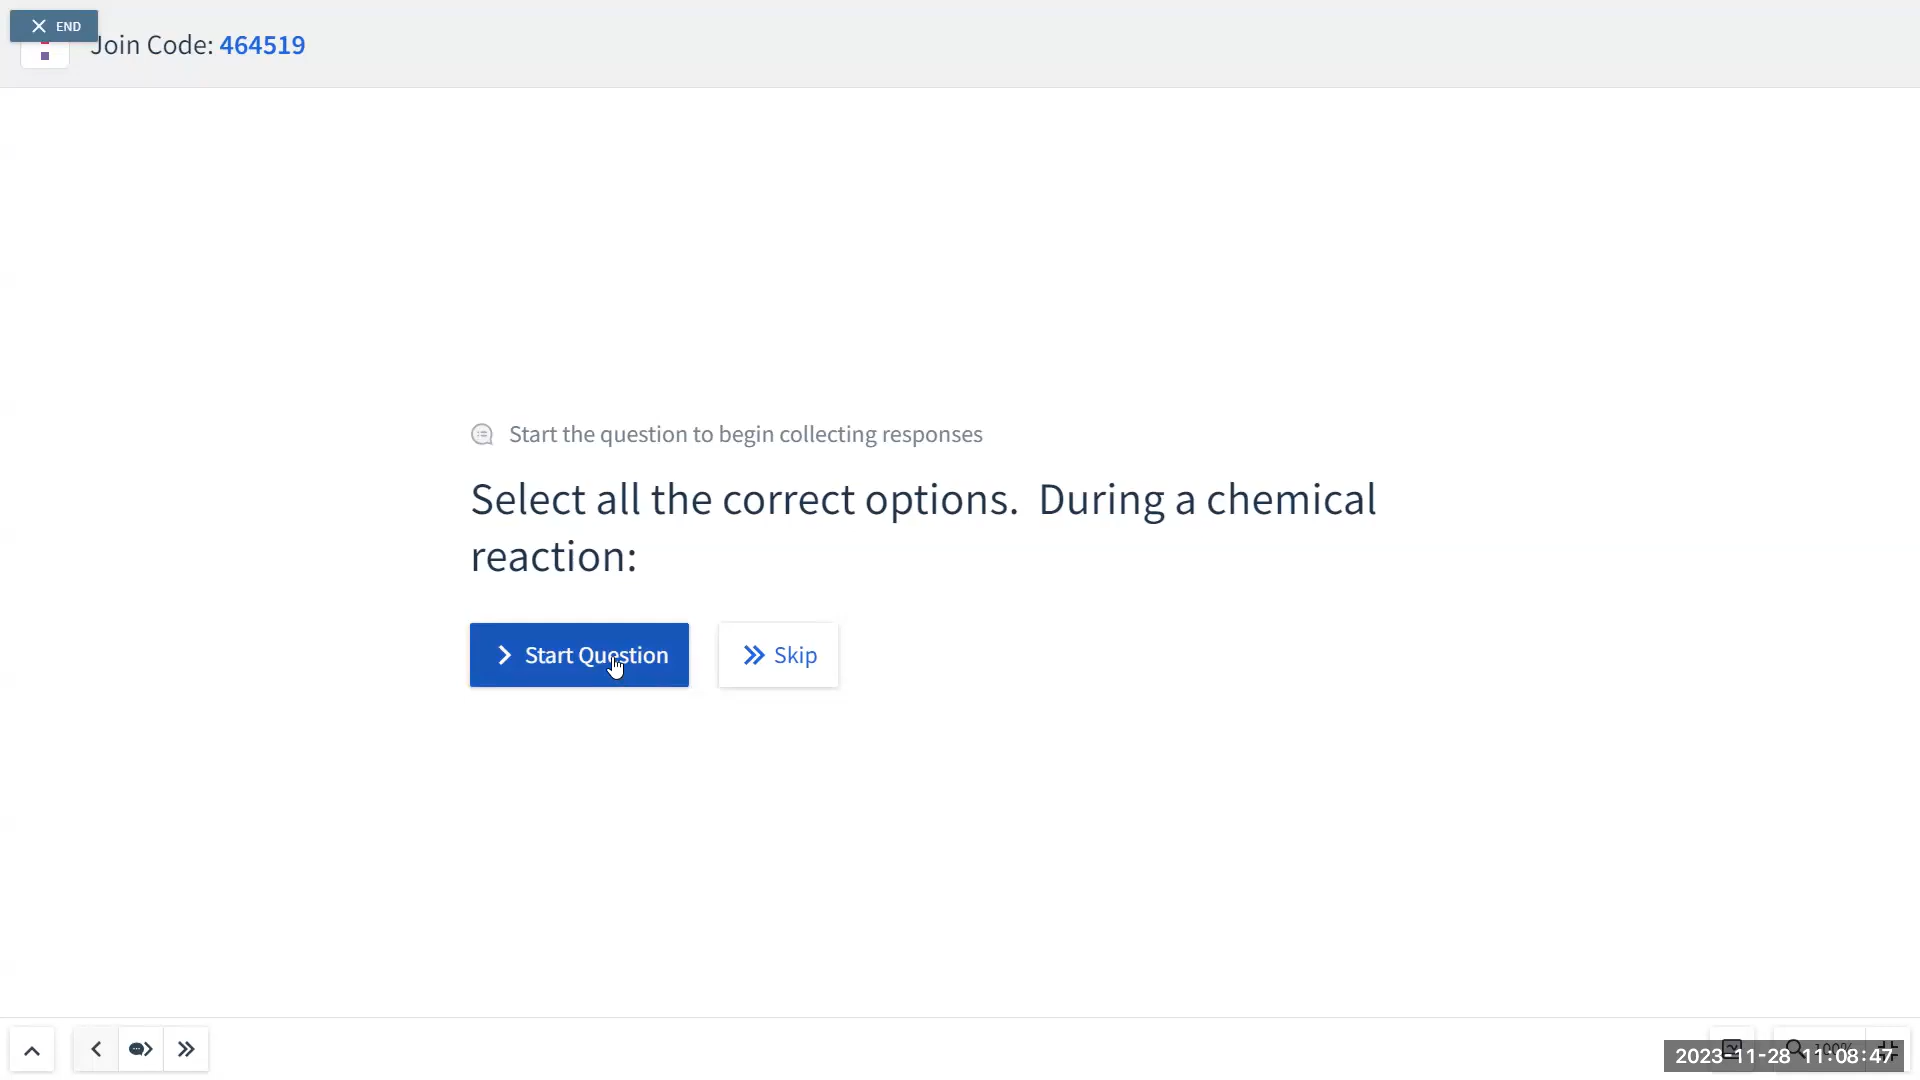 END
Join Code: 464519
Start the question to begin collecting responses
Select all the correct options.  During a chemical
reaction:
Start Question
Skip
100%
2023-11-28 11:08:47